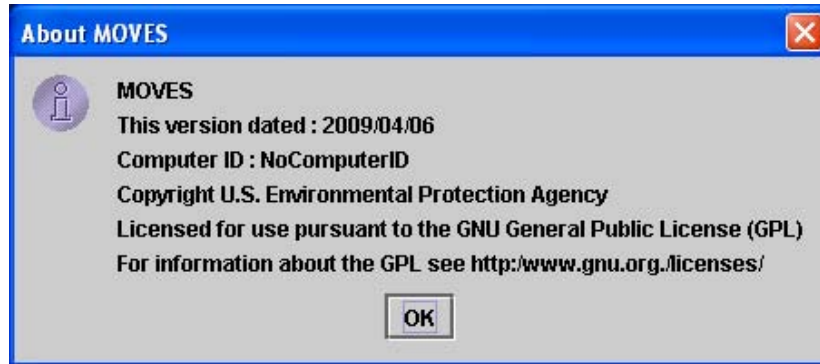 About MOVES
MOVES
This version dated : 2009/04/06
Computer ID : NoComputerID
Copyright U.S. Environmental Protection Agency
Licensed for use pursuant to the GNU General Public License (GPL)
For information about the GPL see http:/www.gnu.org./licenses/
OK